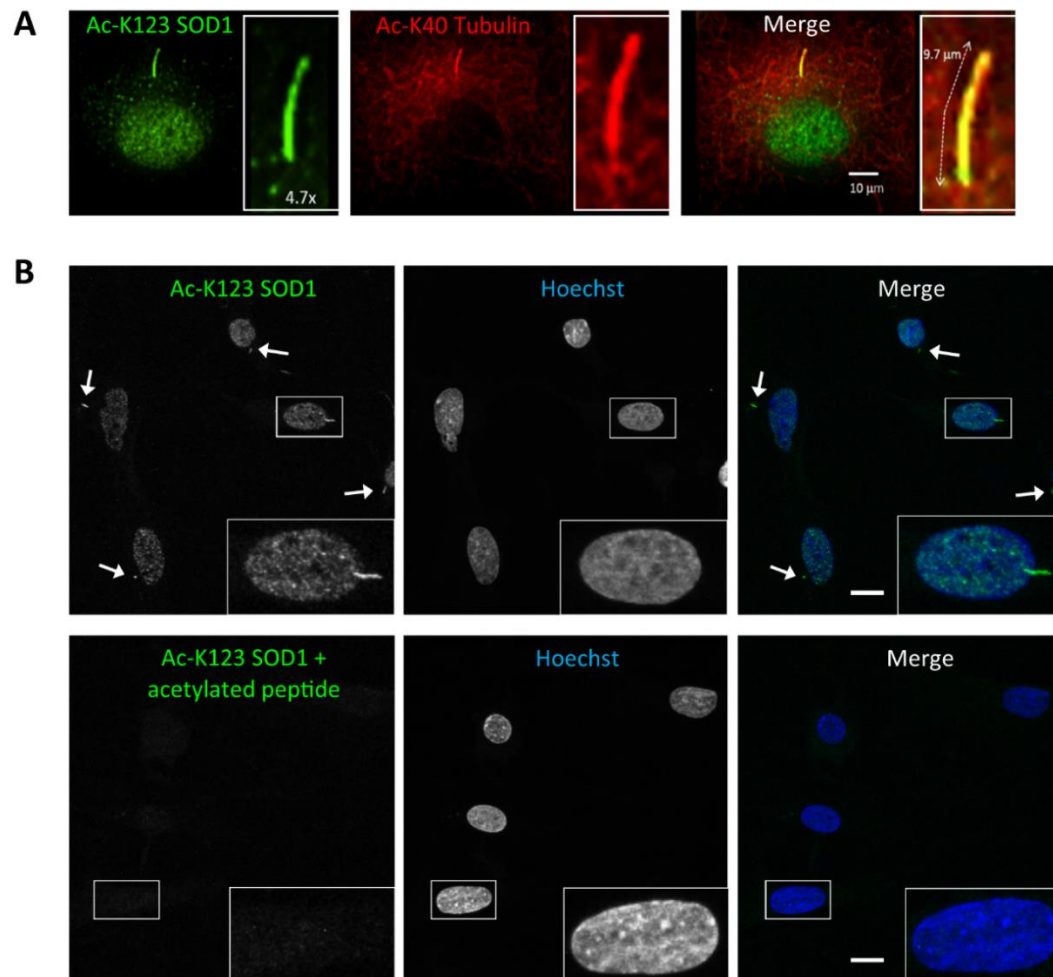 A
Ac-K123 SOD1
4.7x
Ac-K40 Tubulin
Merge
10 μm
9.7 μm
B
Ac-K123 SOD1
Hoechst
Merge
Ac-K123 SOD1 +
acetylated peptide
Hoechst
Merge